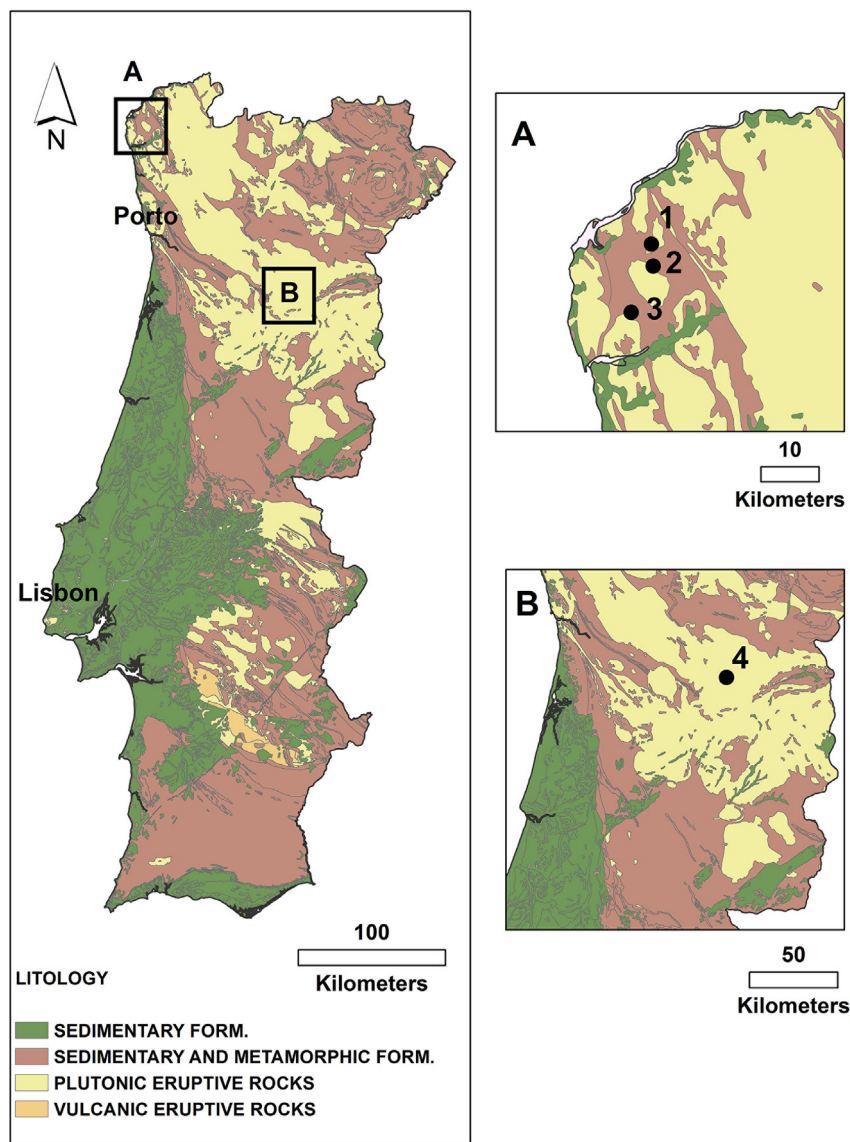 A
N
Porto
B
Lisbon
100
Kilometers
LITOLOGY
SEDIMENTARY FORM.
SEDIMENTARY AND METAMORPHIC FORM.
PLUTONIC ERUPTIVE ROCKS
VULCANIC ERUPTIVE ROCKS
A
1
2
3
10
Kilometers
B
4
50
Kilometers